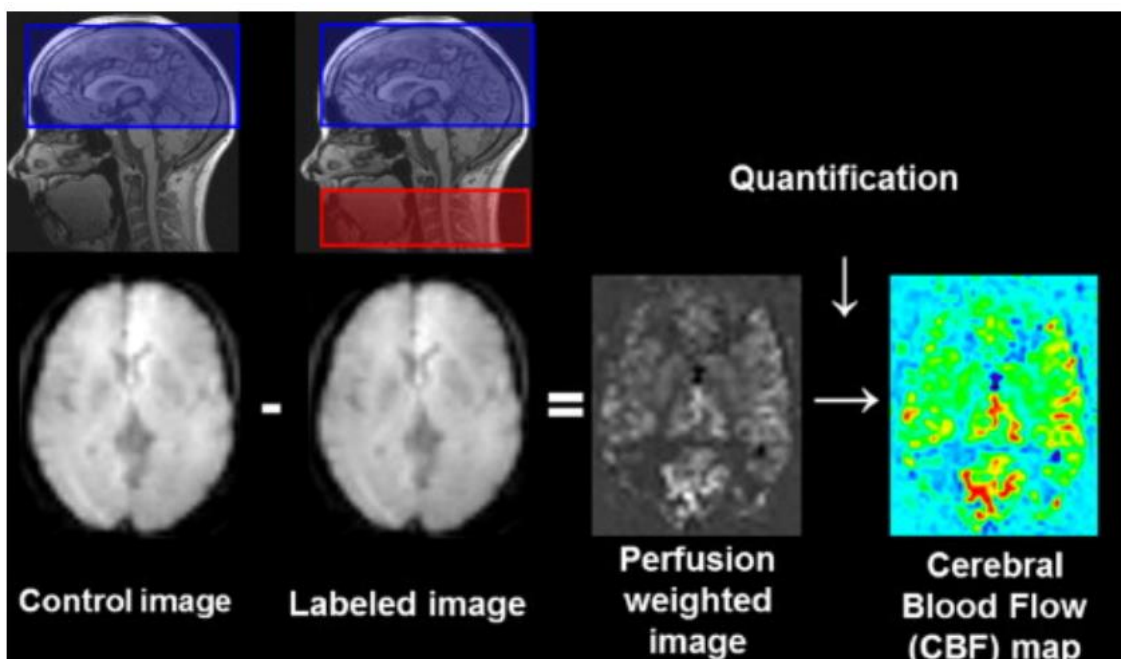 Quantification
-
=
Control image
Labeled image
Perfusion
weighted
image
Cerebral
Blood Flow
(CBF) map